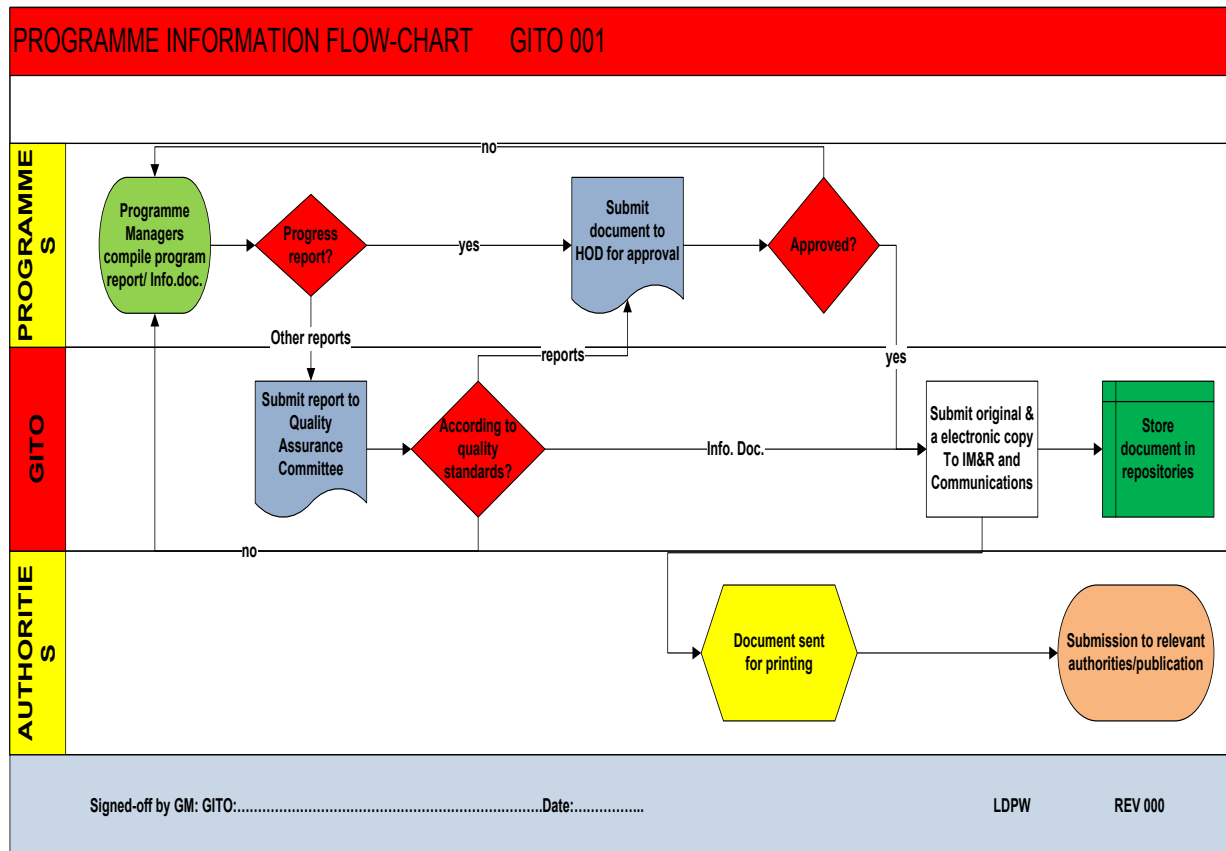 PROGRAMME INFORMATION FLOW-CHART GITO 001
PROGRAMME
S
no
Programme
Managers
compile program
report/ Info.doc.
Progress
report?
yes
Submit
document to
HOD for approval
Approved?
Other reports
reports
yes
GITO
Submit report to
Quality
Assurance
Committee
According to
quality
standards?
Info. Doc.
Submit original &
a electronic copy
To IM&R and
Communications
Store
document in
repositories
no
AUTHORITIE
S
Document sent
for printing
Submission to relevant
authorities/publication
Signed-off by GM: GITO:……………………………………………………………Date:……………..
LDPW
REV 000